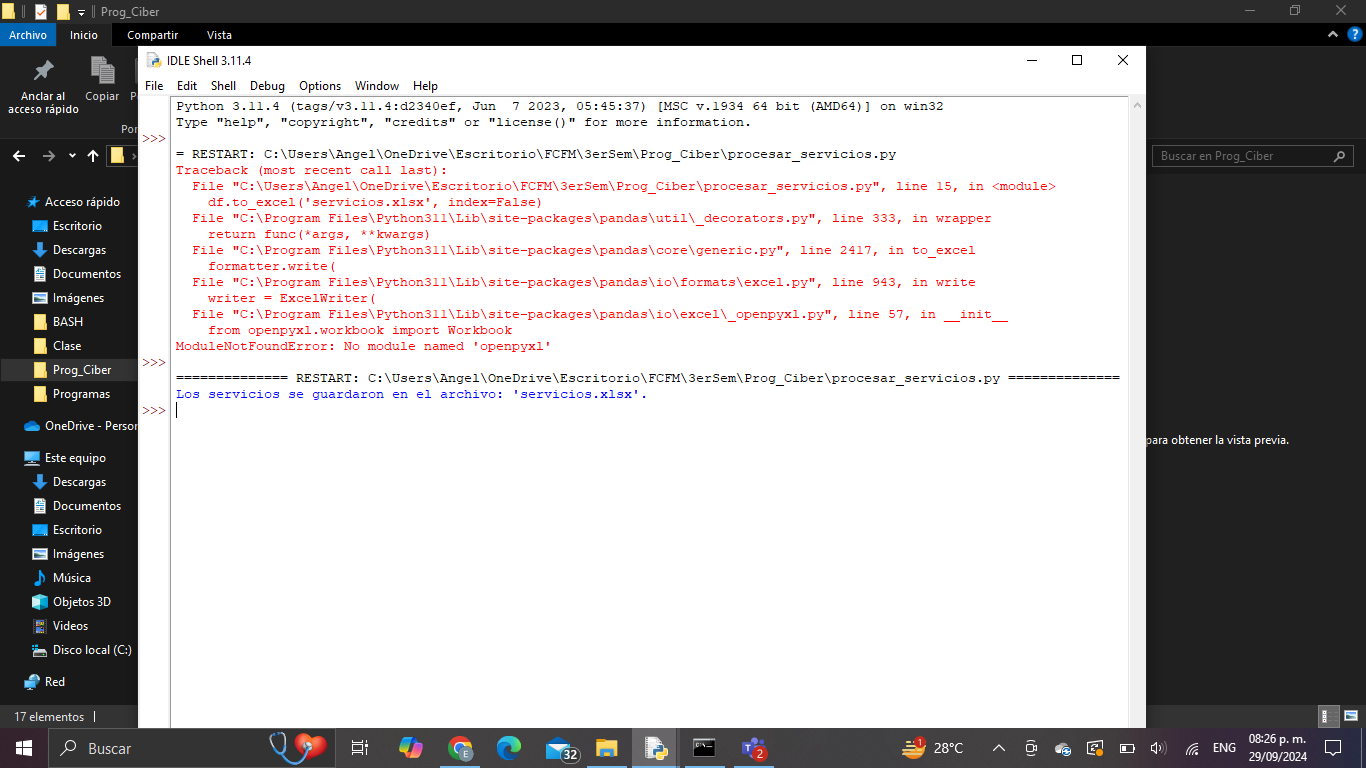 Prog_Ciber
Archivo Inicio Compartir Vista
IDLE Shell 3.11.4
File Edit Shell Debug Options Window Help
Anclar al
acceso rápido
Copiar
Python 3.11.4 (tags/v3.11.4:d2340ef, Jun  7 2023, 05:45:37) [MSC v.1934 64 bit (AMD64)] on win32
Type "help", "copyright", "credits" or "license()" for more information.
>>>
= RESTART: C:\Users\Angel\OneDrive\Escritorio\FCFM\3erSem\Prog_Ciber\procesar_servicios.py
Traceback (most recent call last):
  File "C:\Users\Angel\OneDrive\Escritorio\FCFM\3erSem\Prog_Ciber\procesar_servicios.py", line 15, in <module>
    df.to_excel('servicios.xlsx', index=False)
  File "C:\Program Files\Python311\Lib\site-packages\pandas\util\_decorators.py", line 333, in wrapper
    return func(*args, **kwargs)
  File "C:\Program Files\Python311\Lib\site-packages\pandas\core\generic.py", line 2417, in to_excel
    formatter.write(
  File "C:\Program Files\Python311\Lib\site-packages\pandas\io\formats\excel.py", line 943, in write
    writer = ExcelWriter(
  File "C:\Program Files\Python311\Lib\site-packages\pandas\io\excel\_openpyxl.py", line 57, in __init__
    from openpyxl.workbook import Workbook
ModuleNotFoundError: No module named 'openpyxl'
>>>
============== RESTART: C:\Users\Angel\OneDrive\Escritorio\FCFM\3erSem\Prog_Ciber\procesar_servicios.py ==============
Los servicios se guardaron en el archivo: 'servicios.xlsx'.
>>>
Por
Buscar en Prog_Ciber
Acceso rápido
Escritorio
Descargas
Documentos
Imágenes
BASH
Clase
Prog_Ciber
Programas
OneDrive - Person
Este equipo
Descargas
Documentos
Escritorio
Imágenes
Música
Objetos 3D
Videos
Disco local (C:)
Red
para obtener la vista previa.
17 elementos
Buscar
32
2
1
28°C
ENG
08:26 p. m.
29/09/2024